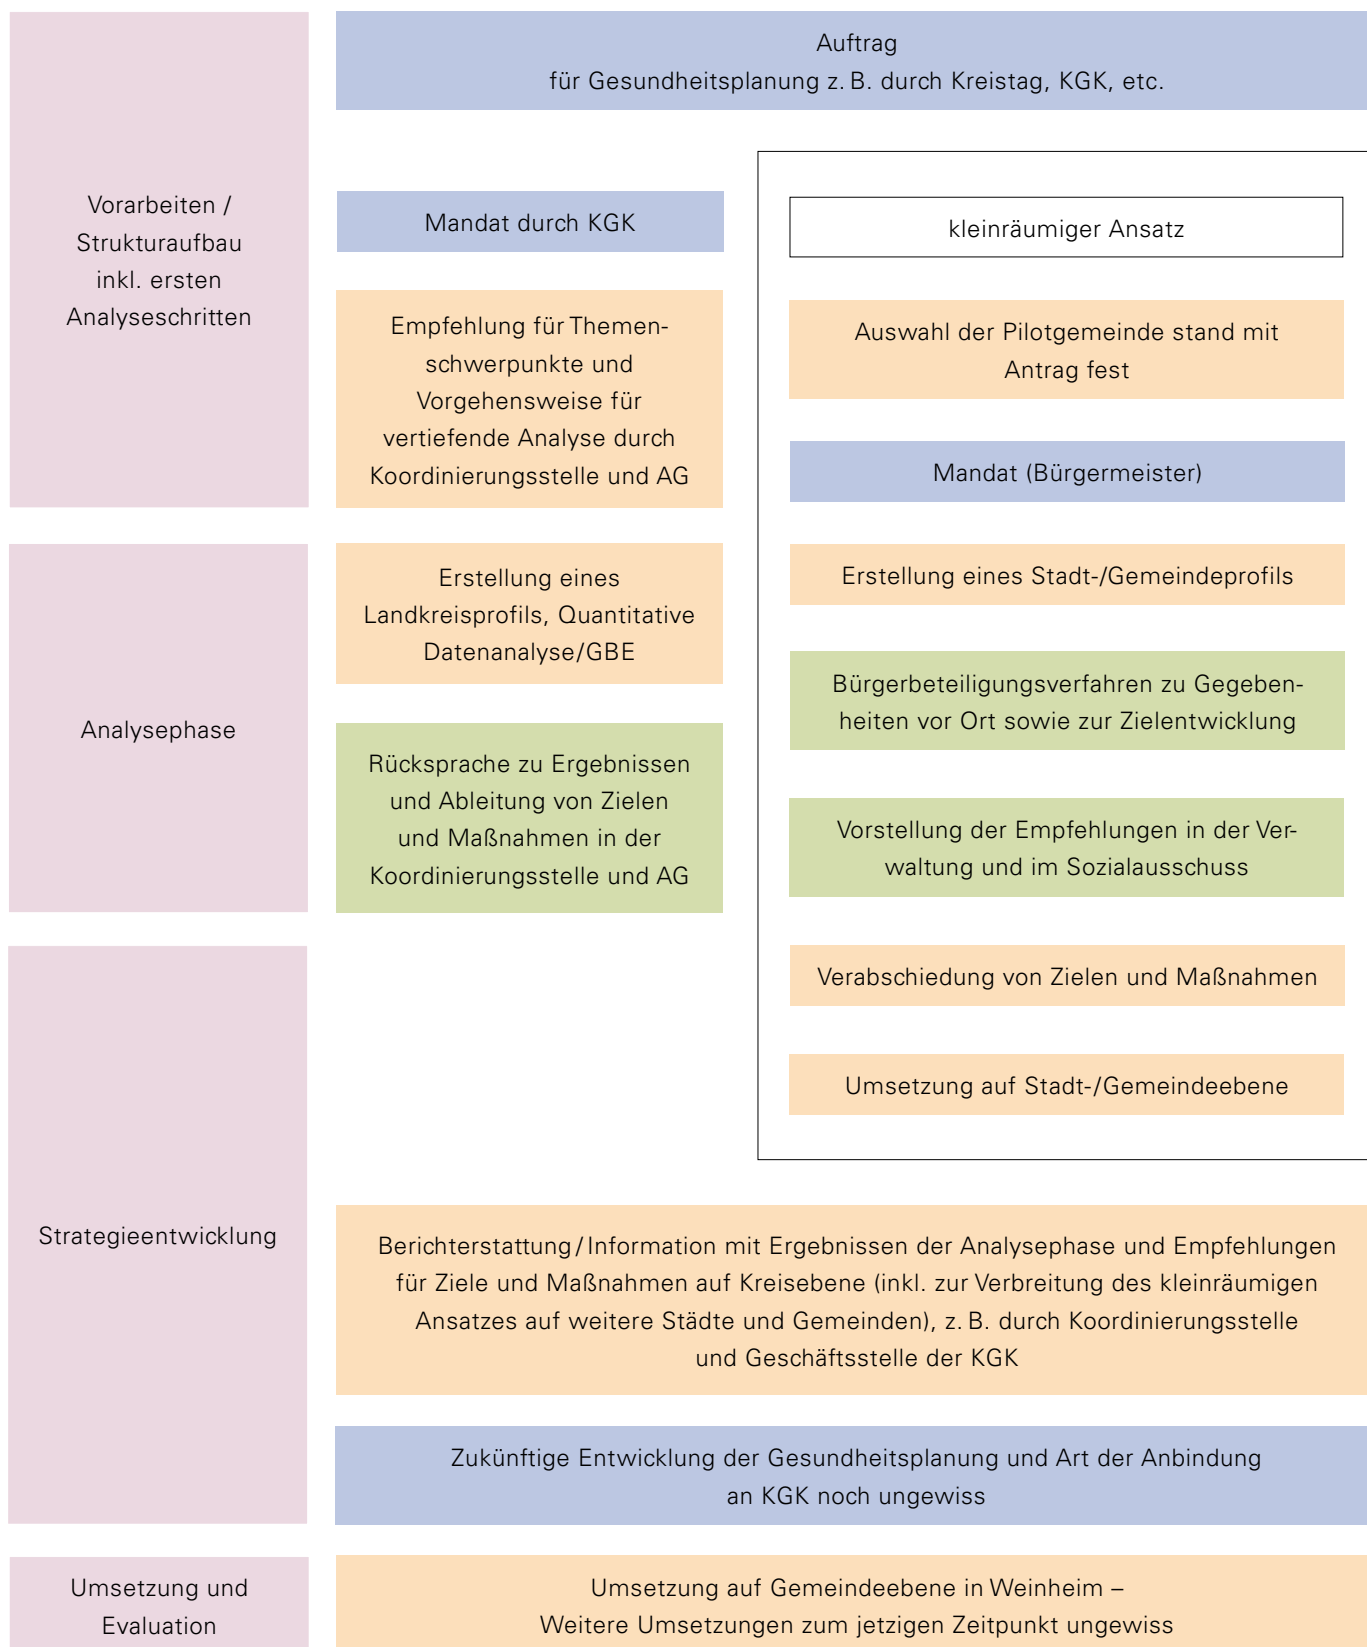 Vorarbeiten /
Strukturaufbau
inkl. ersten
Analyseschritten
Auftrag
für Gesundheitsplanung z. B. durch Kreistag, KGK, etc.
Mandat durch KGK
Empfehlung für Themen-
schwerpunkte und
Vorgehensweise für
vertiefende Analyse durch
Koordinierungsstelle und AG
kleinräumiger Ansatz
Auswahl der Pilotgemeinde stand mit
Antrag fest
Mandat (Bürgermeister)
Analysephase
Erstellung eines
Landkreisprofils, Quantitative
Datenanalyse/GBE
Rücksprache zu Ergebnissen
und Ableitung von Zielen
und Maßnahmen in der
Koordinierungsstelle und AG
Erstellung eines Stadt-/Gemeindeprofils
Bürgerbeteiligungsverfahren zu Gegeben-
heiten vor Ort sowie zur Zielentwicklung
Vorstellung der Empfehlungen in der Ver-
waltung und im Sozialausschuss
Verabschiedung von Zielen und Maßnahmen
Umsetzung auf Stadt-/Gemeindeebene
Strategieentwicklung
Berichterstattung / Information mit Ergebnissen der Analysephase und Empfehlungen
für Ziele und Maßnahmen auf Kreisebene (inkl. zur Verbreitung des kleinräumigen
Ansatzes auf weitere Städte und Gemeinden), z. B. durch Koordinierungsstelle
und Geschäftsstelle der KGK
Zukünftige Entwicklung der Gesundheitsplanung und Art der Anbindung
an KGK noch ungewiss
Umsetzung und
Evaluation
Umsetzung auf Gemeindeebene in Weinheim –
Weitere Umsetzungen zum jetzigen Zeitpunkt ungewiss